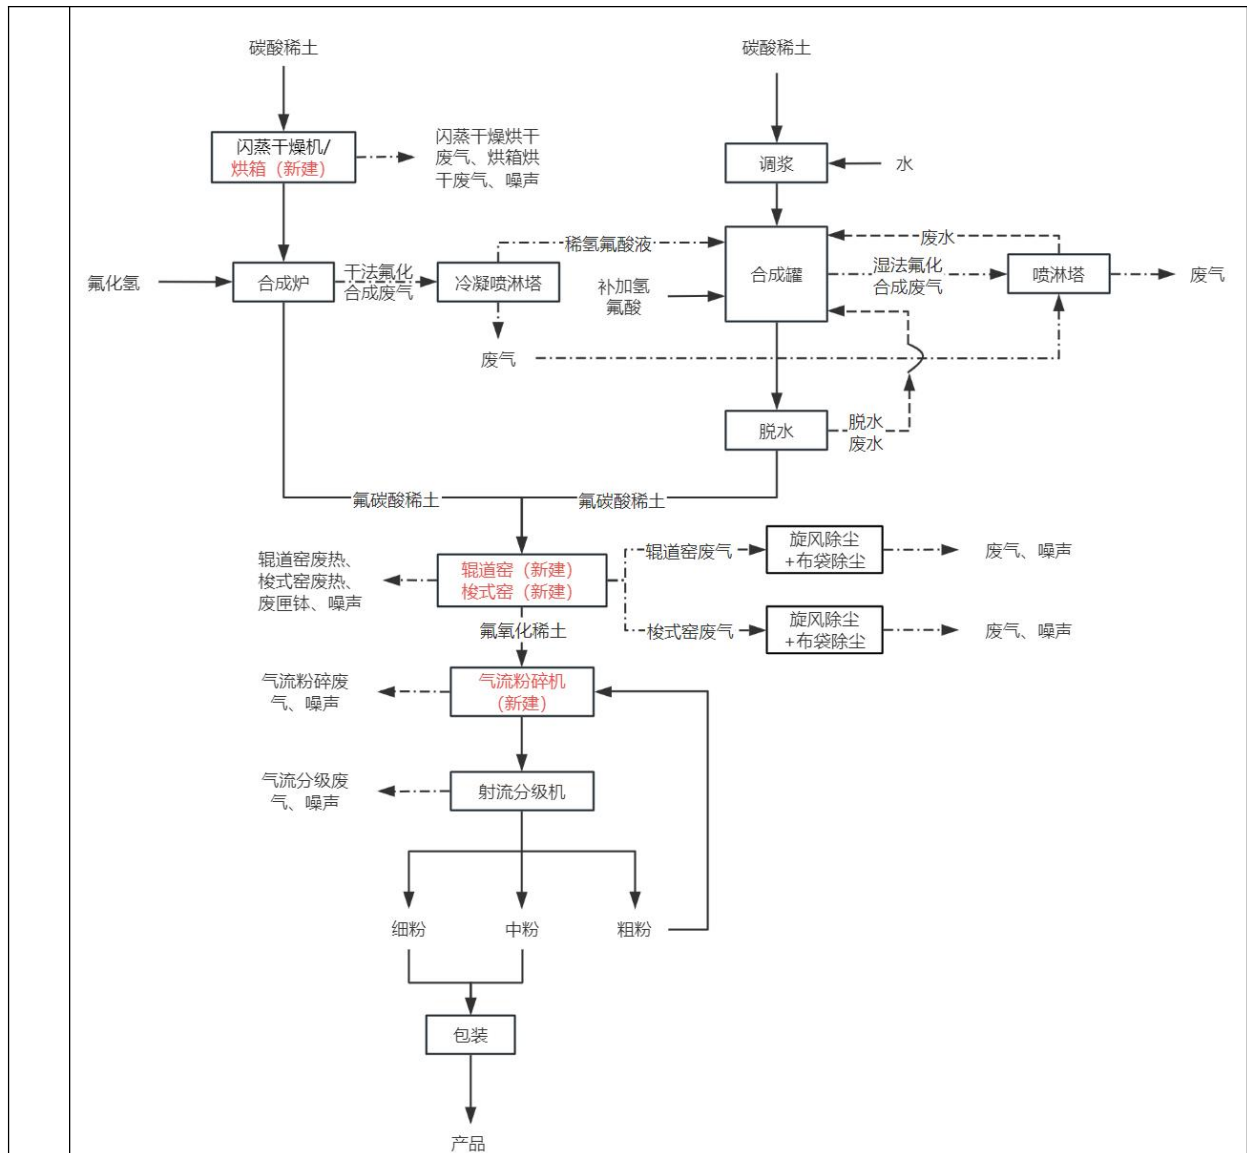 碳酸稀土
碳酸稀土
闪蒸干燥机/
烘箱（新建）
闪蒸干燥烘干
废气、烘箱烘
干废气、噪声
调浆
水
氟化氢
合成炉
干法氟化
合成废气
冷凝喷淋塔
稀氢氟酸液
补加氢
氟酸
合成罐
废水
湿法氟化
合成废气
喷淋塔
废气
废气
脱水
脱水
废水
氟碳酸稀土
氟碳酸稀土
辊道窑废热、
梭式窑废热、
废匣钵、噪声
辊道窑（新建）
梭式窑（新建）
辊道窑废气
旋风除尘
+布袋除尘
废气、噪声
梭式窑废气
旋风除尘
+布袋除尘
废气、噪声
氟氧化稀土
气流粉碎废
气、噪声
气流粉碎机
（新建）
气流分级废
气、噪声
射流分级机
细粉
中粉
粗粉
包装
产品